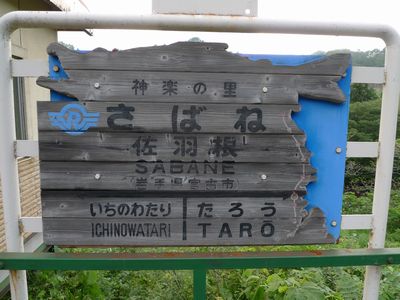 神楽の里
さばね
佐羽根
SABANE
(岩手県宮古市)
いちのわたり たろう
ICHINOWATARI TARŌ